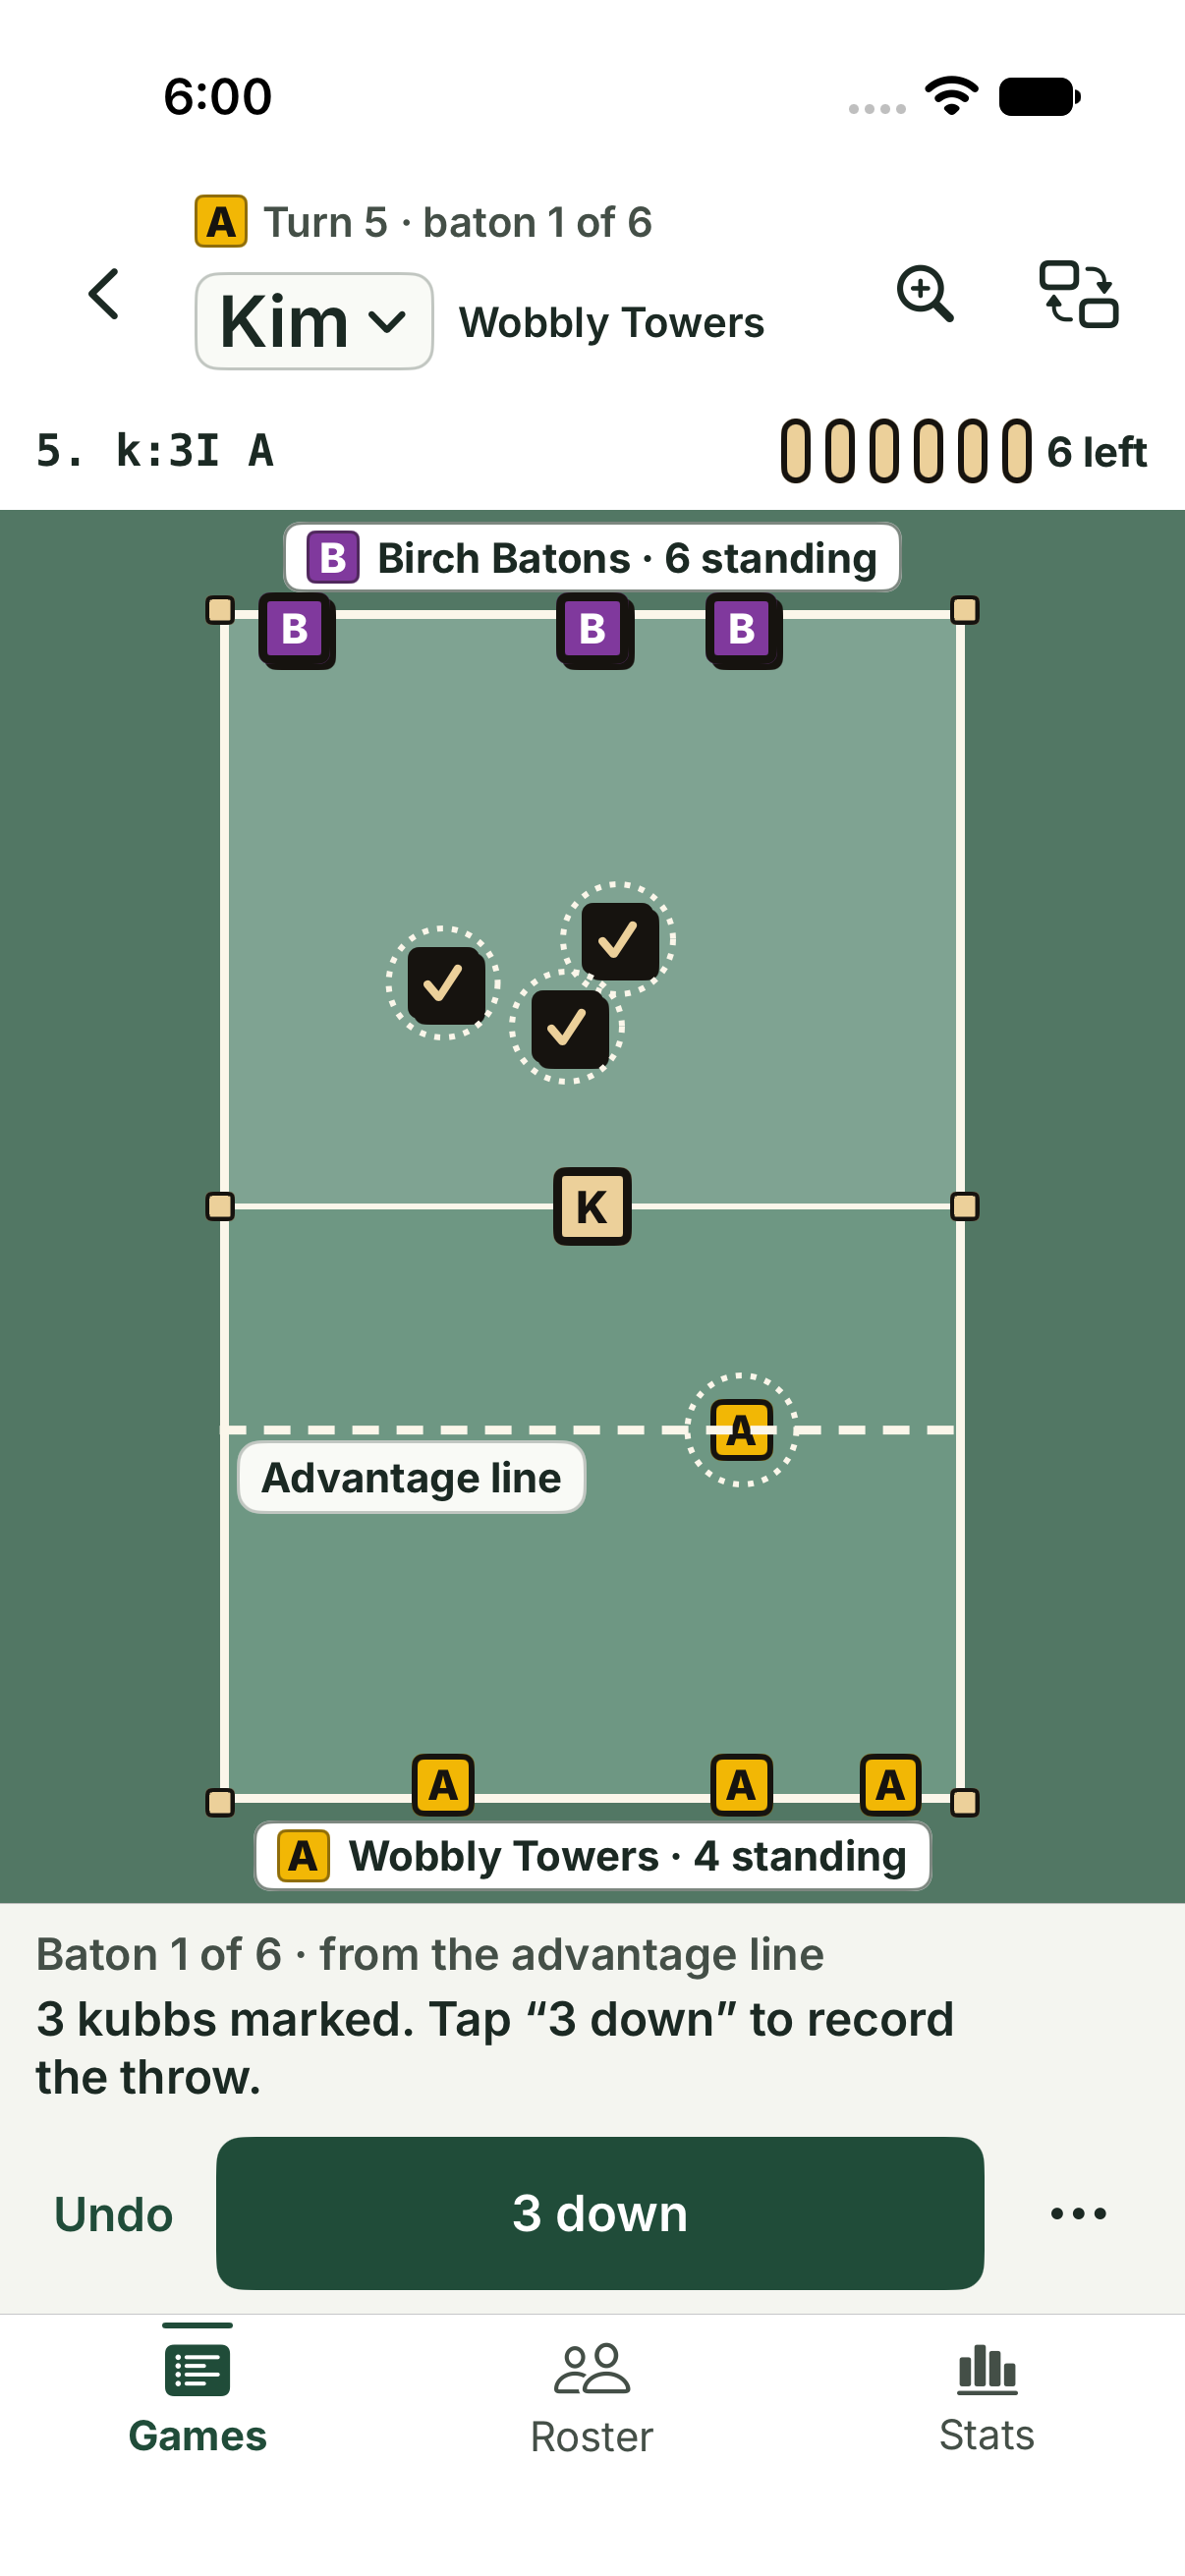 6:00
A Turn 5 · baton 1 of 6
Kim Wobbly Towers
5. k:3I A
6 left
B Birch Batons · 6 standing
B B B
K
A
Advantage line
A A A
A Wobbly Towers · 4 standing
Baton 1 of 6 · from the advantage line
3 kubbs marked. Tap “3 down” to record
the throw.
Undo
3 down
Games
Roster
Stats